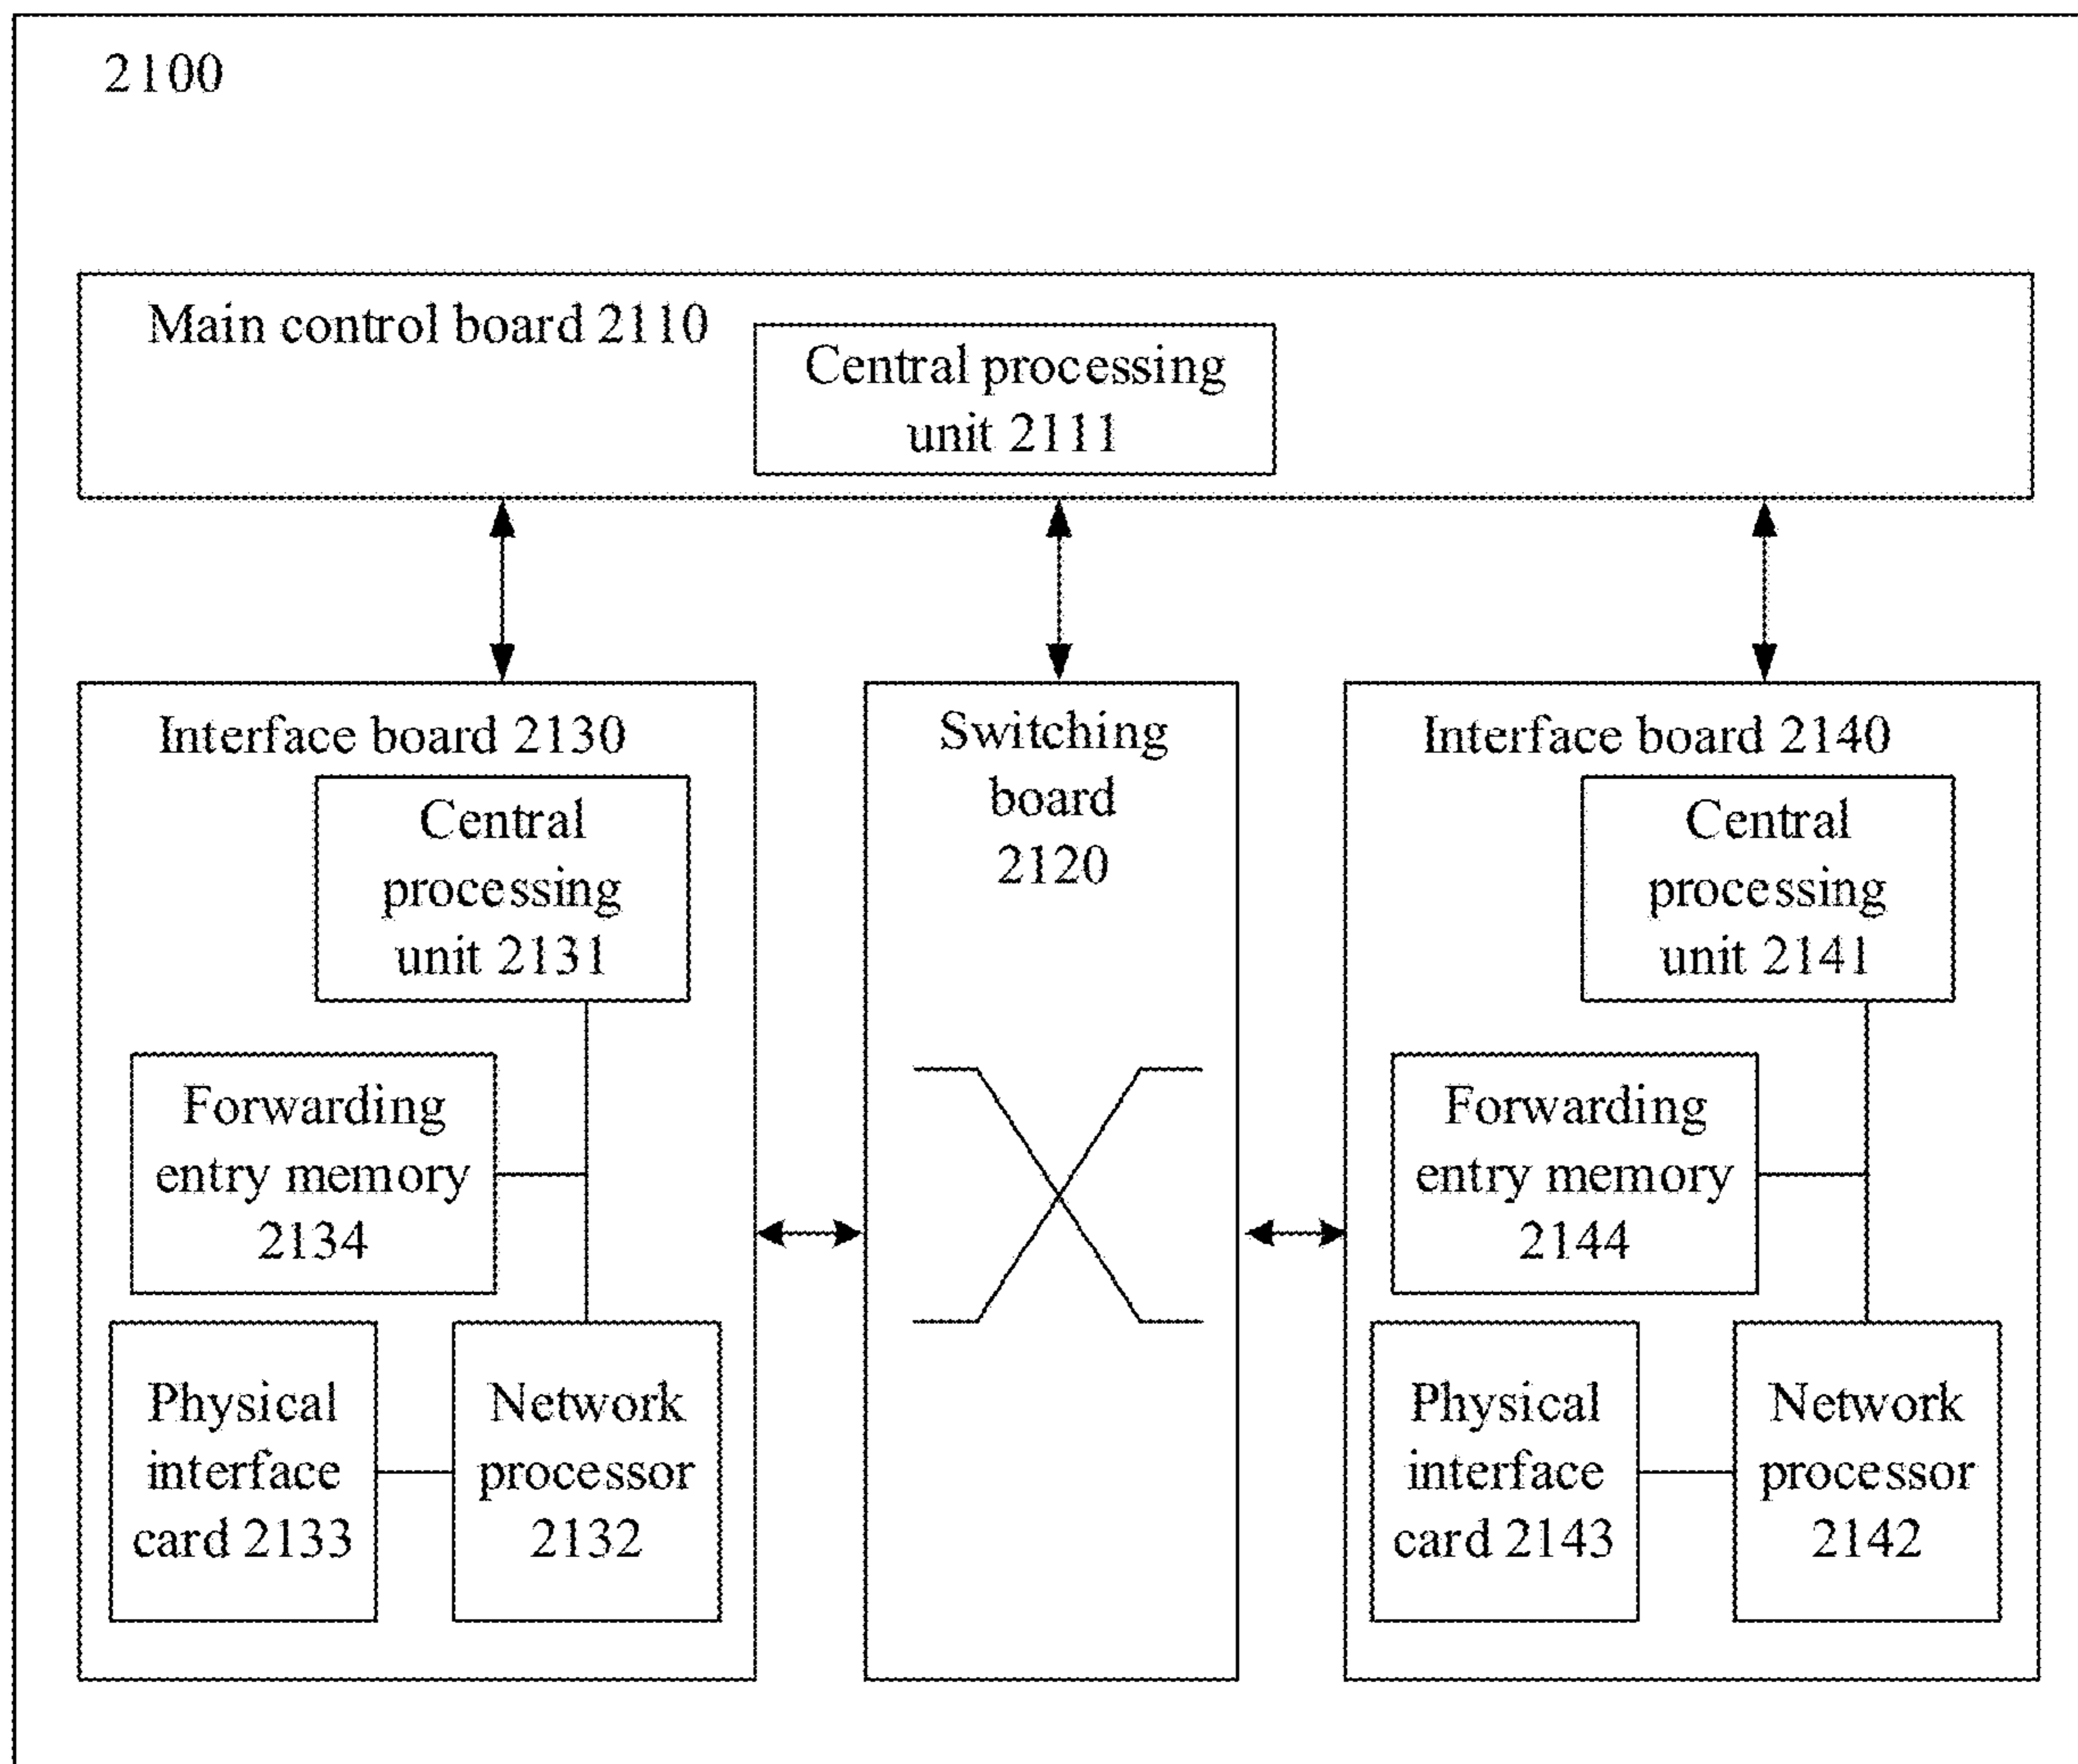 2100
Main control board 2110
Central processing
unit 2111
Interface board 2130
Central
processing
unit 2131
Forwarding
entry memory
2134
Physical
interface
card 2133
Network
processor
2132
Switching
board
2120
Interface board 2140
Central
processing
unit 2141
Forwarding
entry memory
2144
Physical
interface
card 2143
Network
processor
2142